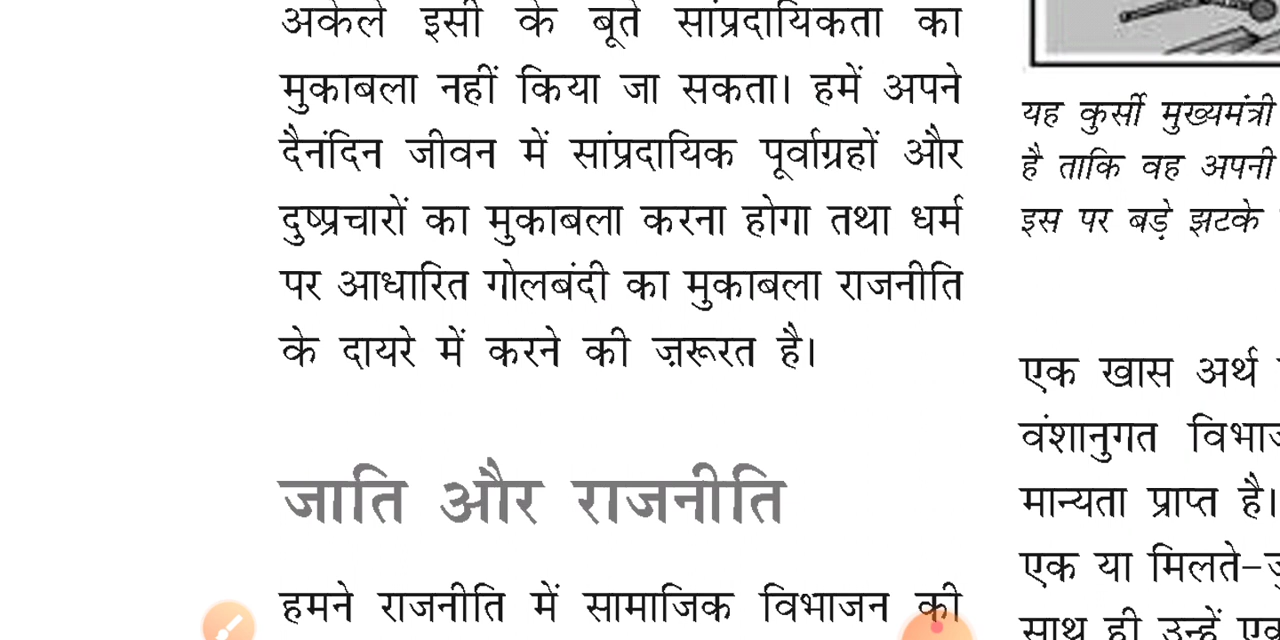 अकेले इसी के बूते सांप्रदायिकता का
मुकाबला नहीं किया जा सकता। हमें अपने
दैनंदिन जीवन में सांप्रदायिक पूर्वाग्रहों और
दुष्प्रचारों का मुकाबला करना होगा तथा धर्म
पर आधारित गोलबंदी का मुकाबला राजनीति
के दायरे में करने की ज़रूरत है।
जाति और राजनीति
हमने राजनीति में सामाजिक विभाजन की
यह कुर्सी मुख्यमंत्री
है ताकि वह अपनी
इस पर बड़े झटके
एक खास अर्थ
वंशानुगत
मान्यता प्राप्त है।
एक या
साथ ही उन्हें